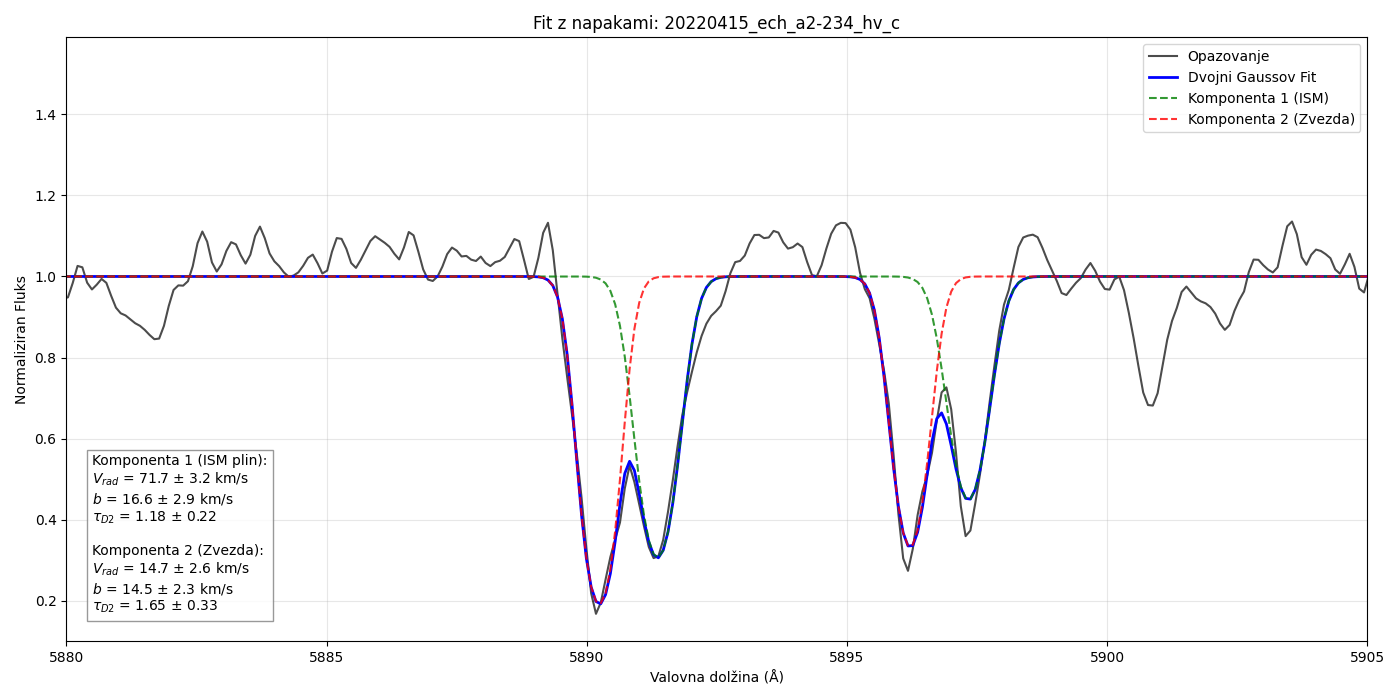 Fit z napakami: 20220415_ech_a2-234_hv_c
Normaliziran Fluks
1.4
1.2
1.0
0.8
0.6
0.4
0.2
Opazovanje
Dvojni Gaussov Fit
Komponenta 1 (ISM)
Komponenta 2 (Zvezda)
Komponenta 1 (ISM plin):
V_rad = 71.7 ± 3.2 km/s
b = 16.6 ± 2.9 km/s
τ_D2 = 1.18 ± 0.22
Komponenta 2 (Zvezda):
V_rad = 14.7 ± 2.6 km/s
b = 14.5 ± 2.3 km/s
τ_D2 = 1.65 ± 0.33
5880 5885 5890 5895 5900 5905
Valovna dolžina (Å)